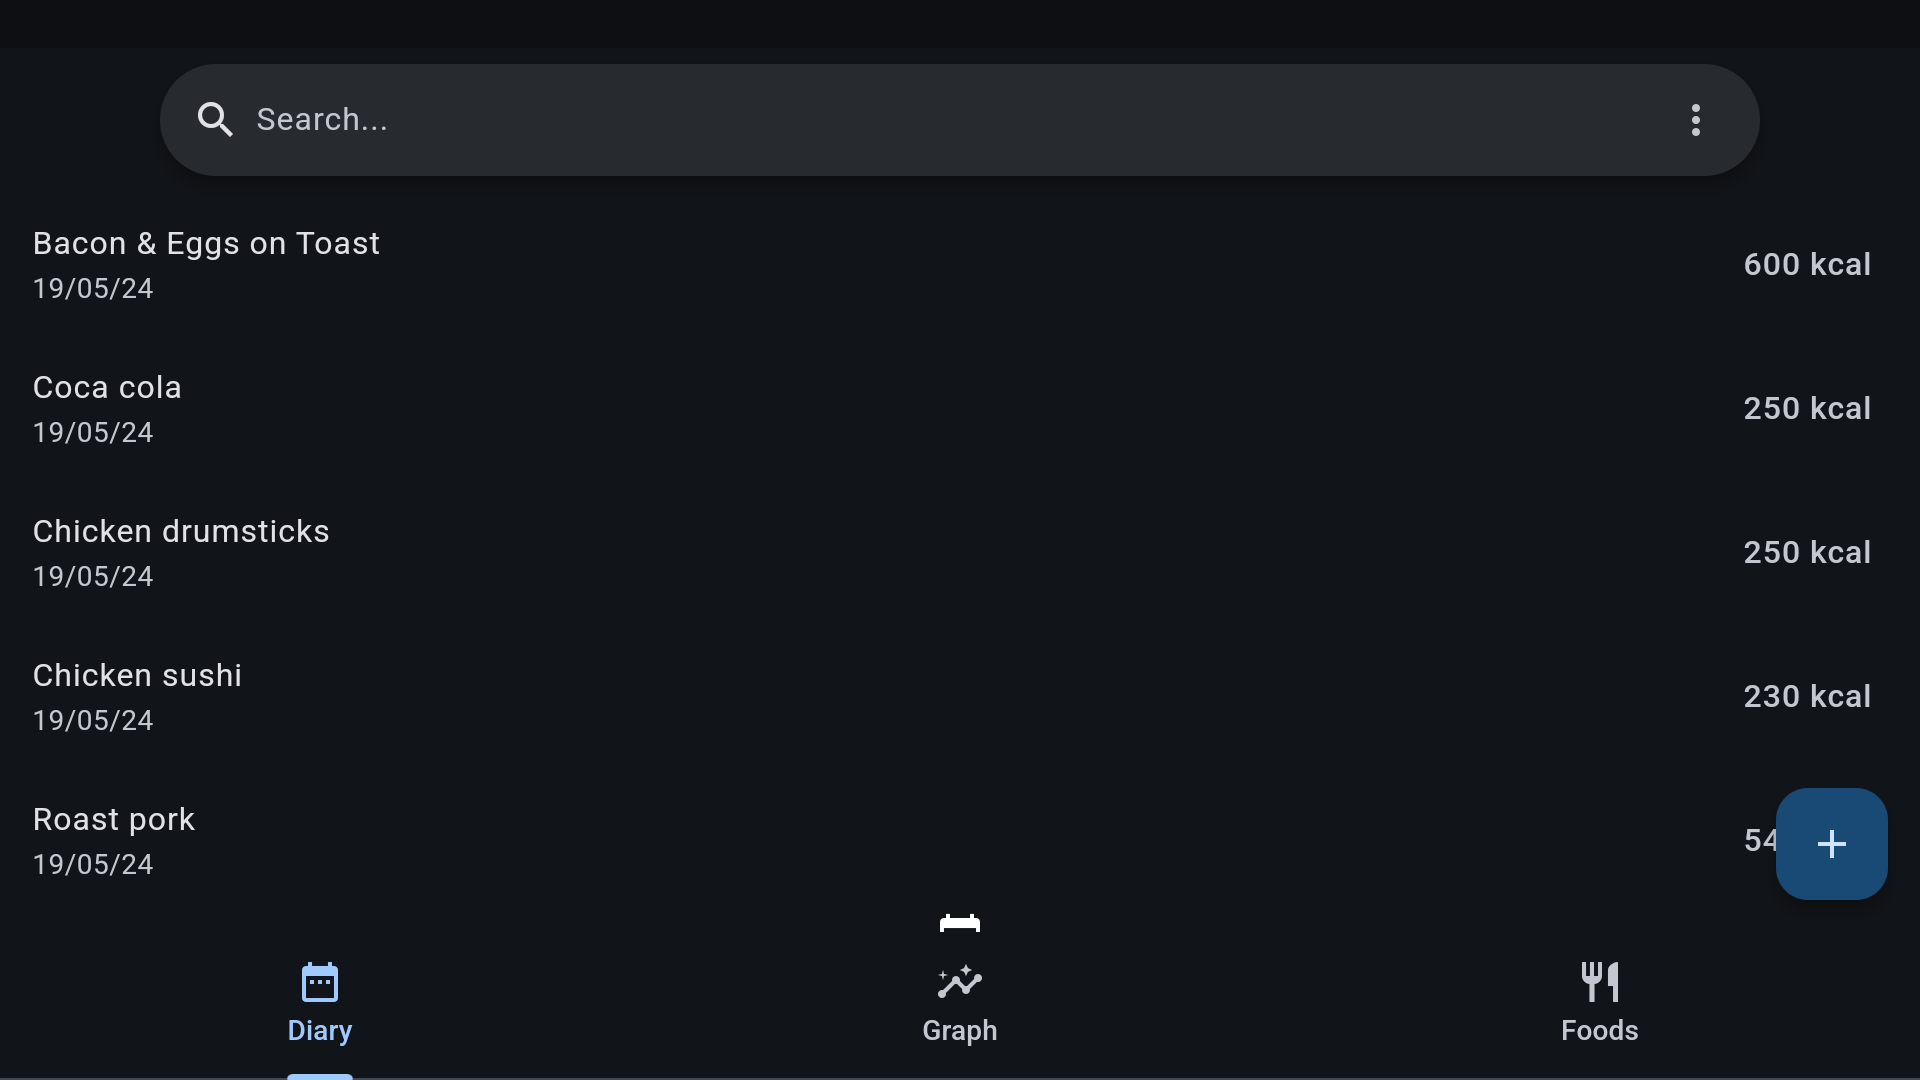 Search...
Bacon & Eggs on Toast
19/05/24
600 kcal
Coca cola
19/05/24
250 kcal
Chicken drumsticks
19/05/24
250 kcal
Chicken sushi
19/05/24
230 kcal
Roast pork
19/05/24
Diary
Graph
Foods